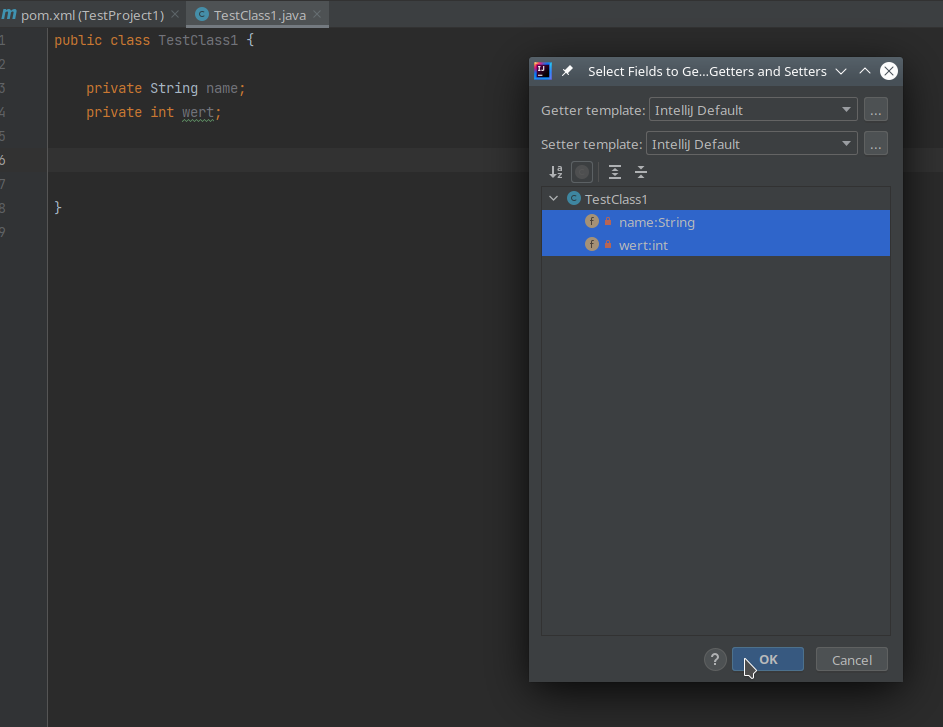 m pom.xml (TestProject1) C TestClass1.java
1 public class TestClass1 {
2
3 private String name;
4 private int wert;
5
6
7
8 }
9
IJ Select Fields to Ge...Getters and Setters
Getter template: IntelliJ Default ...
Setter template: IntelliJ Default ...
C TestClass1
f name:String
f wert:int
? OK Cancel